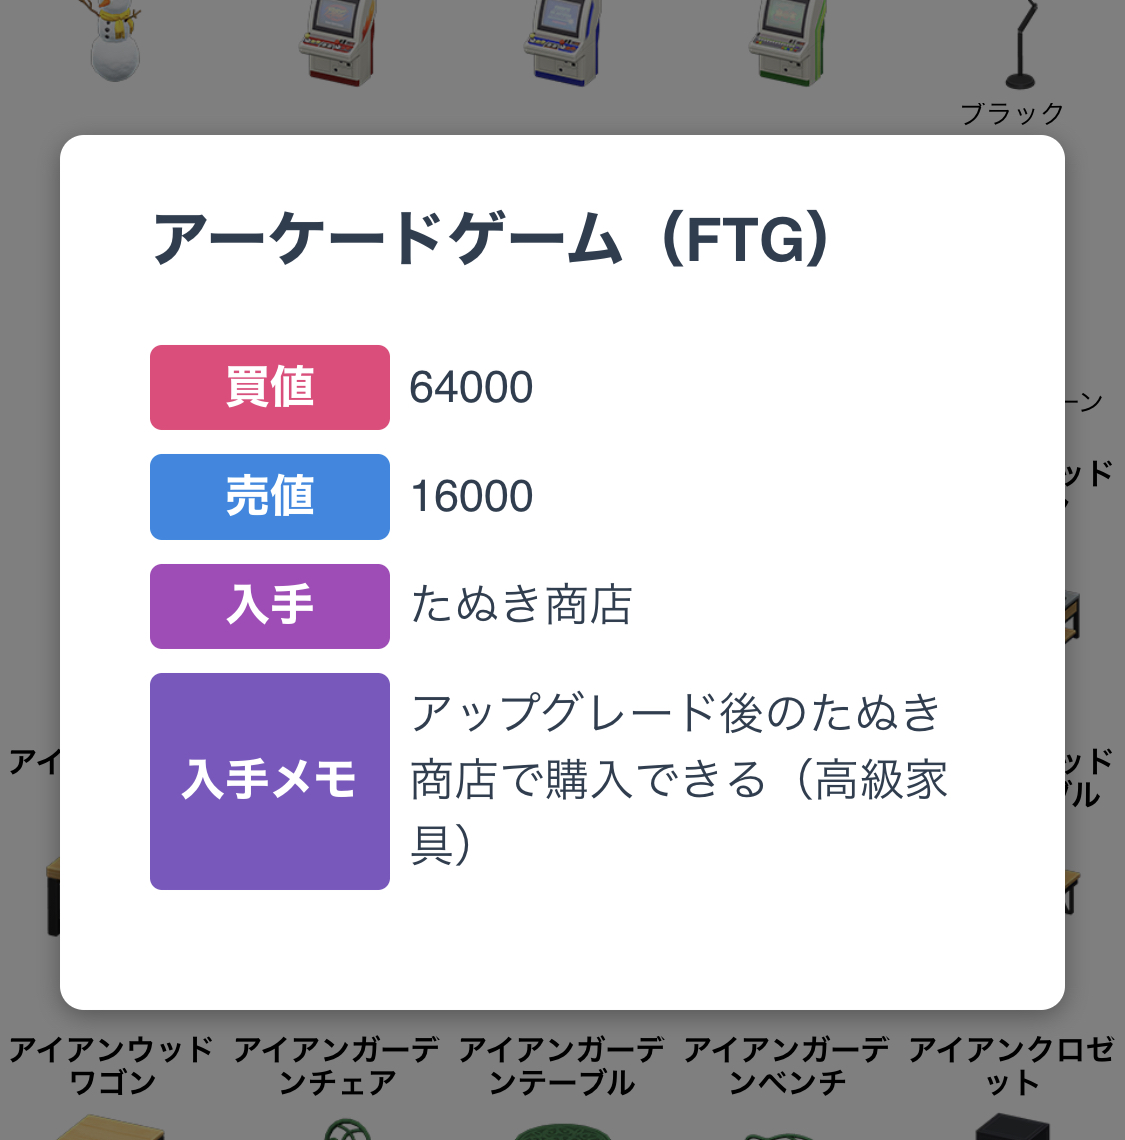 ブラック
アーケードゲーム（FTG）
買値 64000
ーン
売値 16000
ッド
入手 たぬき商店
入手メモ アップグレード後のたぬき
商店で購入できる（高級家
具）
アイ
ッド
ブル
アイアンウッド
ワゴン
アイアンガーデ
ンチェア
アイアンガーデ
ンテーブル
アイアンガーデ
ンベンチ
アイアンクロゼ
ット